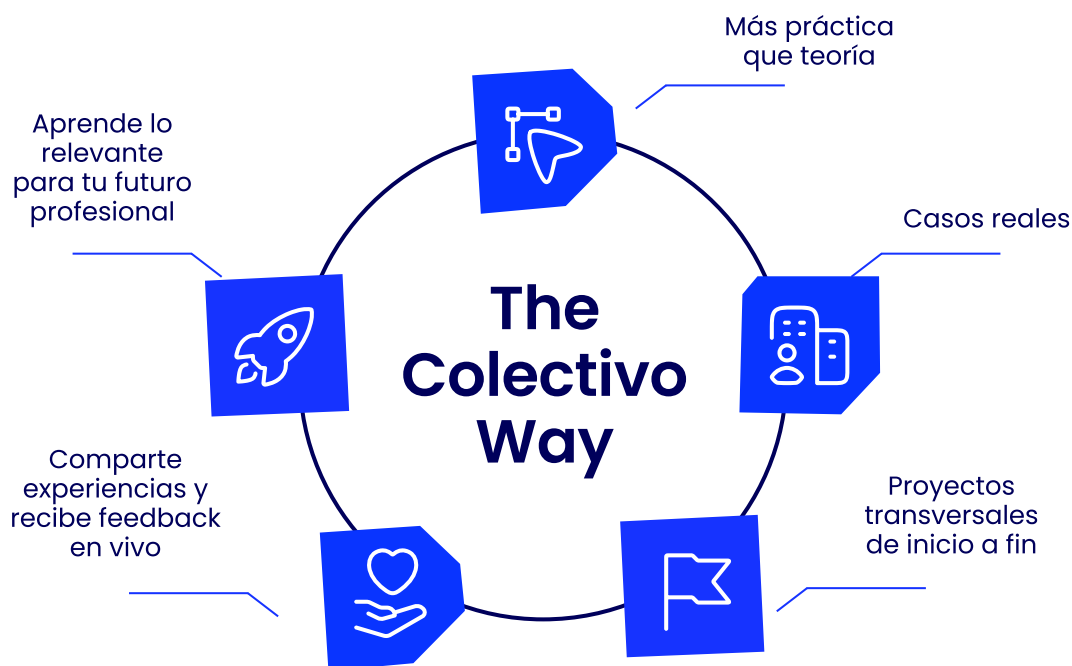 Más práctica
que teoría
Aprende lo
relevante
para tu futuro
profesional
Casos reales
The
Colectivo
Way
Comparte
experiencias y
recibe feedback
en vivo
Proyectos
transversales
de inicio a fin